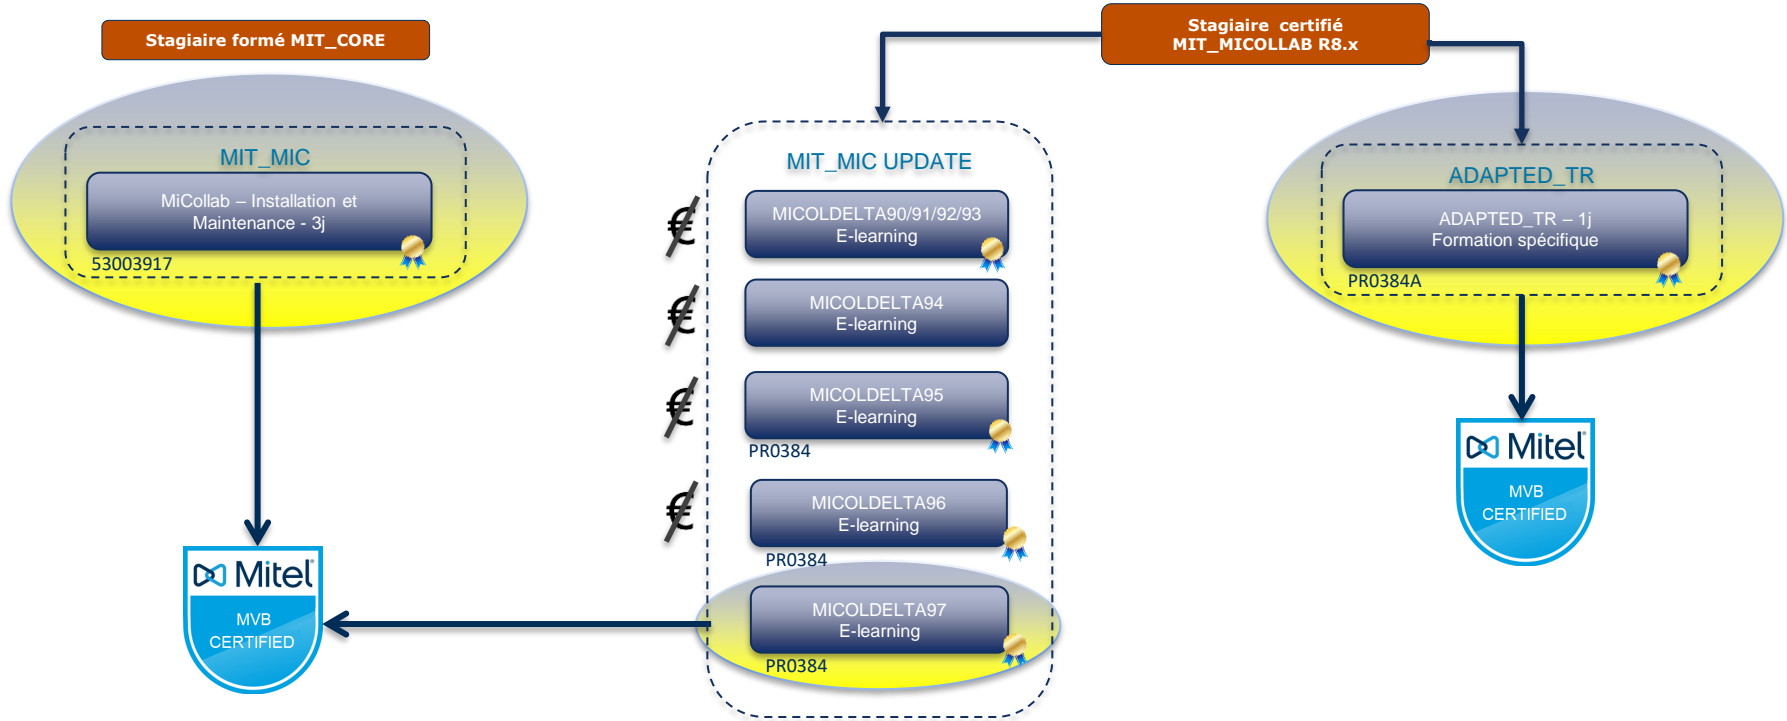 Stagiaire formé MIT_CORE
MIT_MIC
MiCollab – Installation et
Maintenance - 3j
53003917
Mitel
MVB
CERTIFIED
Stagiaire certifié
MIT_MICOLLAB R8.x
MIT_MIC UPDATE
€
MICOLDELTA90/91/92/93
E-learning
€
MICOLDELTA94
E-learning
€
MICOLDELTA95
E-learning
PR0384
€
MICOLDELTA96
E-learning
PR0384
MICOLDELTA97
E-learning
PR0384
ADAPTED_TR
ADAPTED_TR – 1j
Formation spécifique
PR0384A
Mitel®
MVB
CERTIFIED